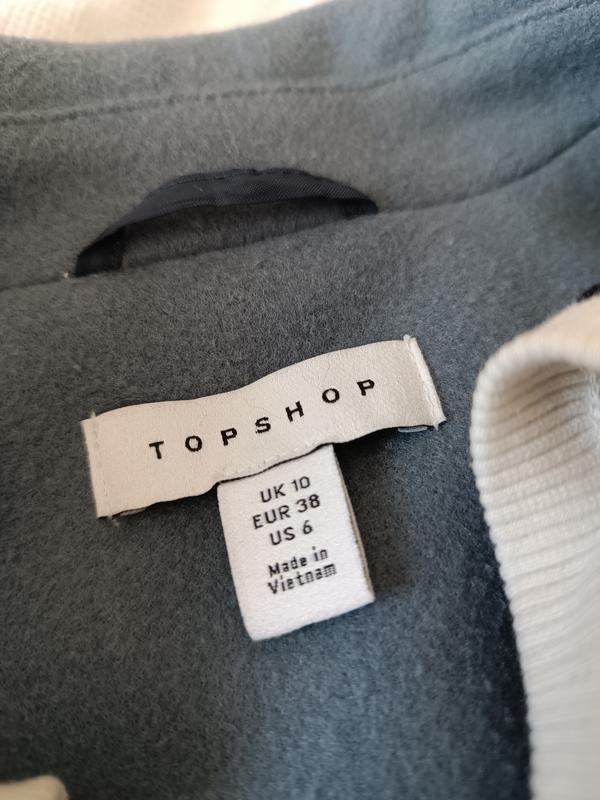 TOPSHOP
UK 10
EUR 38
US 6
Made in
Vietnam